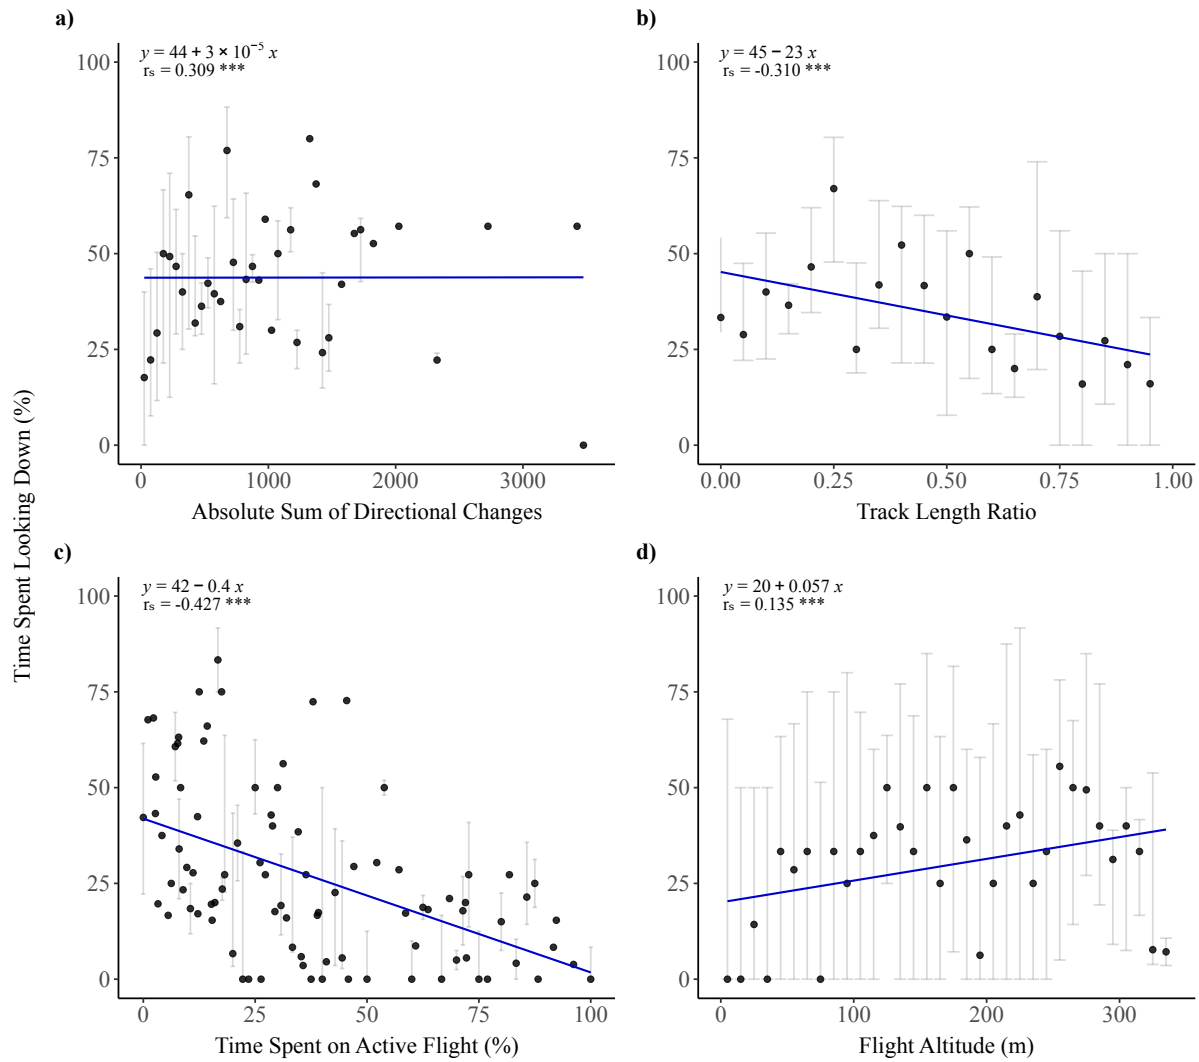 a)
y = 44 + 3 × 10⁻⁵ x
rₛ = 0.309 ***
100
75
50
25
0
0 1000 2000 3000
Absolute Sum of Directional Changes
b)
y = 45 − 23 x
rₛ = -0.310 ***
100
75
50
25
0
0.00 0.25 0.50 0.75 1.00
Track Length Ratio
Time Spent Looking Down (%)
c)
y = 42 − 0.4 x
rₛ = -0.427 ***
100
75
50
25
0
0 25 50 75 100
Time Spent on Active Flight (%)
d)
y = 20 + 0.057 x
rₛ = 0.135 ***
100
75
50
25
0
0 100 200 300
Flight Altitude (m)